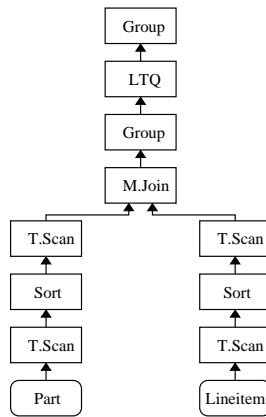 Group
LTQ
Group
M.Join
T.Scan T.Scan
Sort Sort
T.Scan T.Scan
Part Lineitem